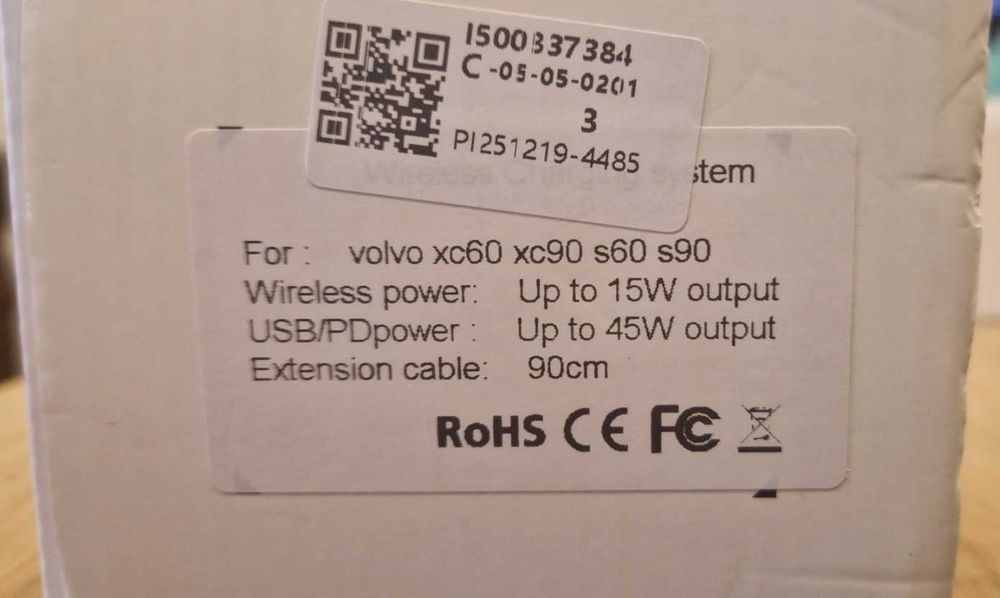 I500337384
C-05-05-0201
3
PI251219-4485
Wireless Charging system
For : volvo xc60 xc90 s60 s90
Wireless power: Up to 15W output
USB/PDpower : Up to 45W output
Extension cable: 90cm
RoHS CE FC